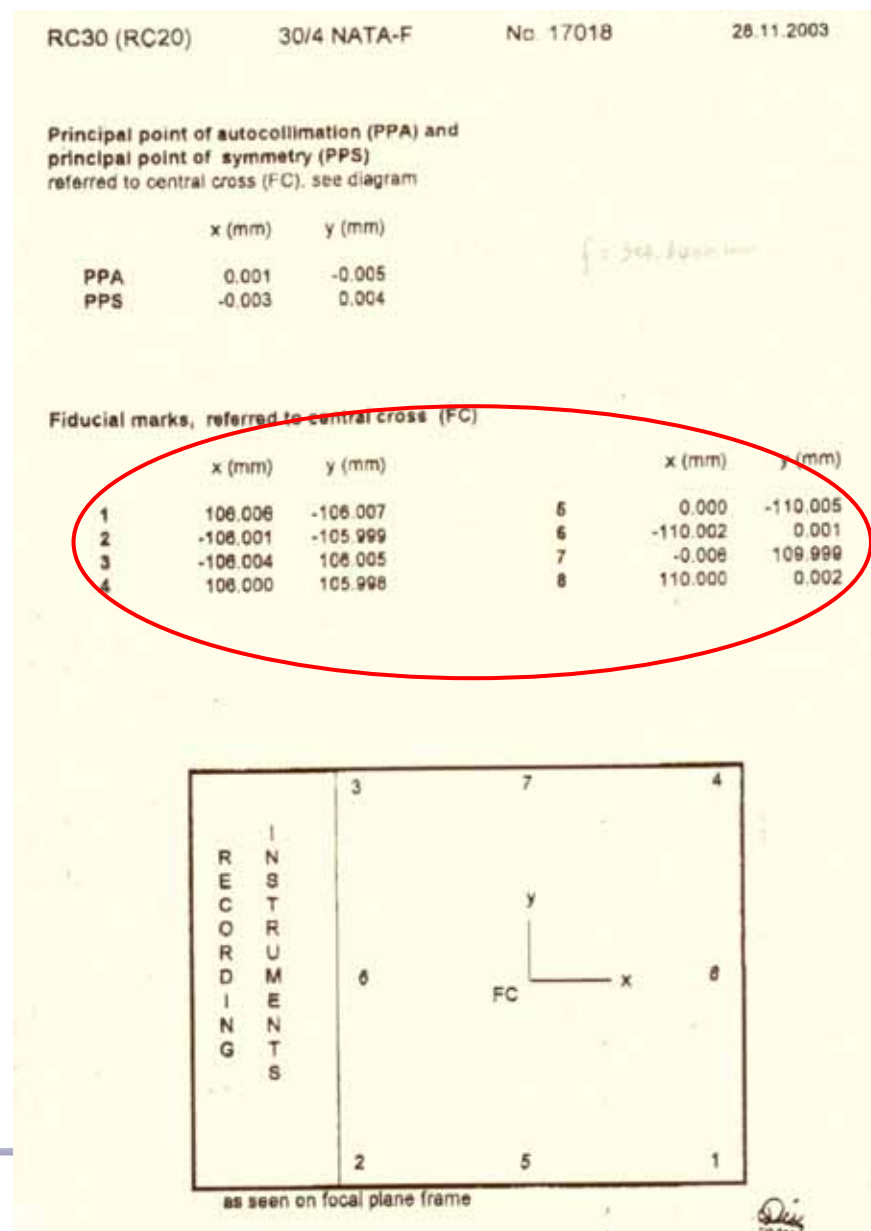 RC30 (RC20) 30/4 NATA-F No. 17018 28.11.2003
Principal point of autocollimation (PPA) and
principal point of symmetry (PPS)
referred to central cross (FC), see diagram
x (mm) y (mm)
PPA 0.001 -0.005
PPS -0.003 0.004
Fiducial marks, referred to central cross (FC)
x (mm) y (mm) x (mm) y (mm)
1 106.006 -106.007 5 0.000 -110.005
2 -106.001 -105.999 6 -110.002 0.001
3 -106.004 106.005 7 -0.006 109.999
4 106.000 105.998 8 110.000 0.002
3 7 4
RECORDING
INSTRUMENTS
y
6 FC x 8
2 5 1
as seen on focal plane frame